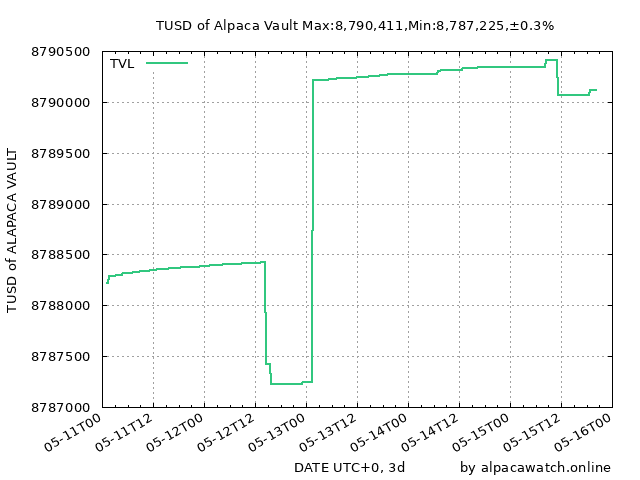 TUSD of Alpaca Vault Max:8,790,411,Min:8,787,225,±0.3%
TVL
8790500
8790000
8789500
8789000
8788500
8788000
8787500
8787000
TUSD of ALAPACA VAULT
05-11T00
05-11T12
05-12T00
05-12T12
05-13T00
05-13T12
05-14T00
05-14T12
05-15T00
05-15T12
05-16T00
DATE UTC+0, 3d
by alpacawatch.online